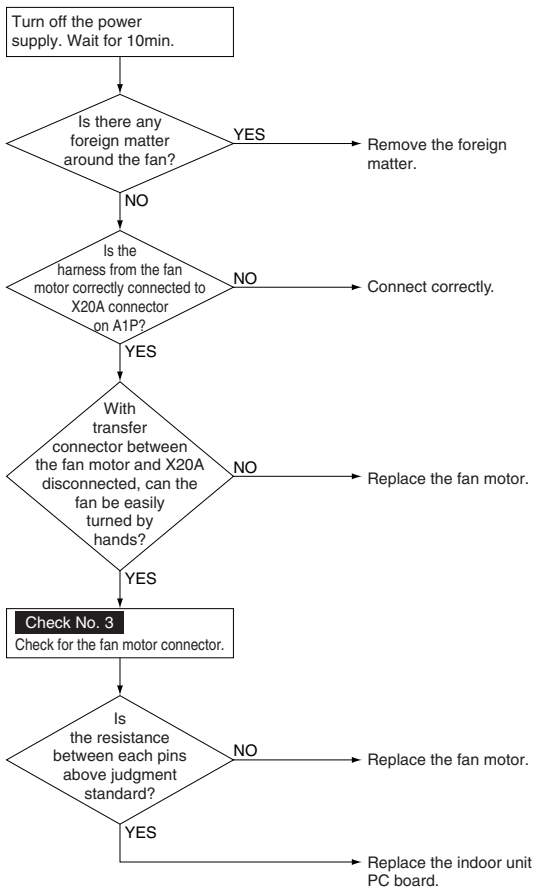 Turn off the power
supply. Wait for 10min.
Is there any
foreign matter
around the fan?
YES
Remove the foreign
matter.
NO
Is the
harness from the fan
motor correctly connected to
X20A connector
on A1P?
NO
Connect correctly.
YES
With
transfer
connector between
the fan motor and X20A
disconnected, can the
fan be easily
turned by
hands?
NO
Replace the fan motor.
YES
Check No. 3
Check for the fan motor connector.
Is
the resistance
between each pins
above judgment
standard?
NO
Replace the fan motor.
YES
Replace the indoor unit
PC board.